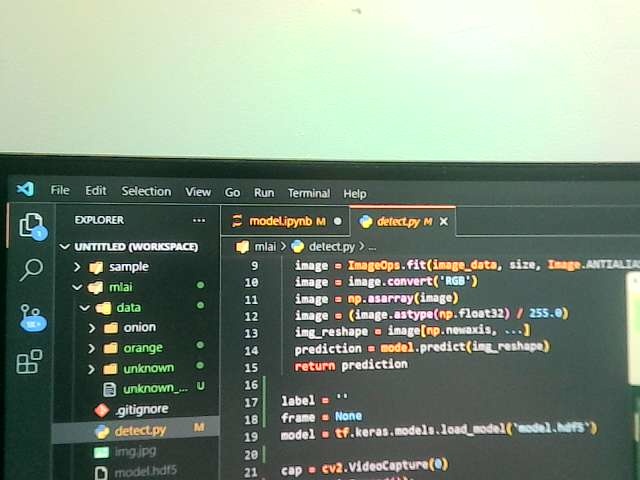 File Edit Selection View Go Run Terminal Help
EXPLORER ...
model.ipynb M
detect.py M
UNTITLED (WORKSPACE)
mlai > detect.py > ...
sample
mlai
data
onion
orange
unknown
unknown_... U
.gitignore
detect.py M
img.jpg
model.hdf5
9 image = ImageOps.fit(image_data, size, Image.ANTIALIAS
10 image = image.convert('RGB')
11 image = np.asarray(image)
12 image = (image.astype(np.float32) / 255.0)
13 img_reshape = image[np.newaxis, ...]
14 prediction = model.predict(img_reshape)
15 return prediction
16
17 label = ''
18 frame = None
19 model = tf.keras.models.load_model('model.hdf5')
20
21 cap = cv2.VideoCapture(0)